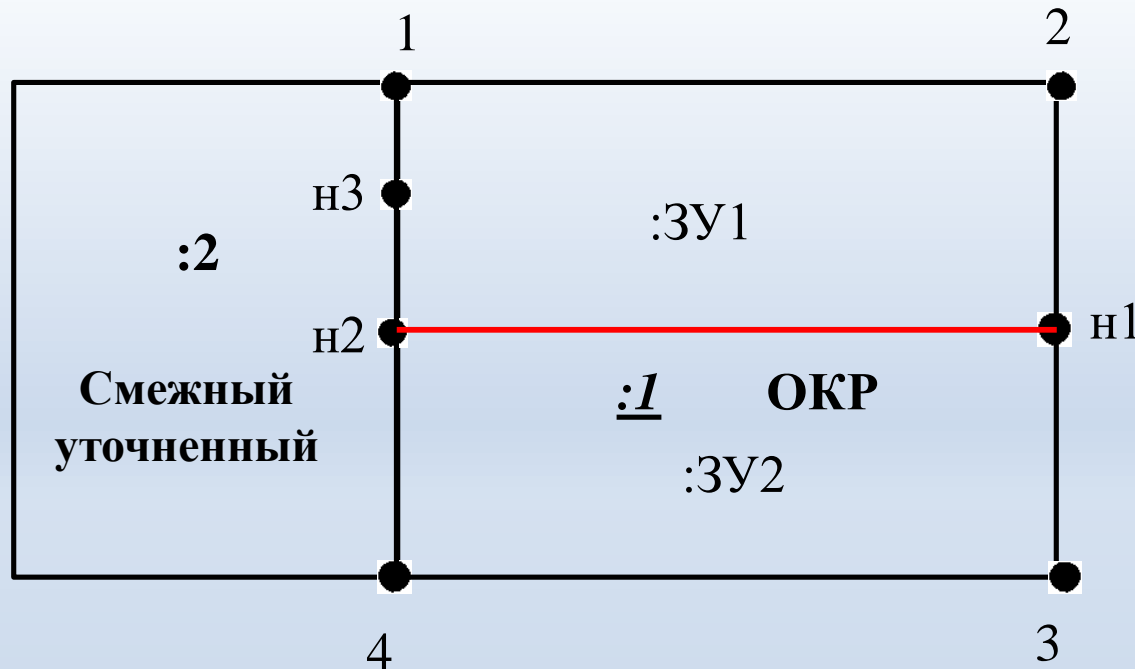 1
2
н3
:ЗУ1
:2
н2
н1
Смежный
уточненный
:1 ОКР
:ЗУ2
4
3